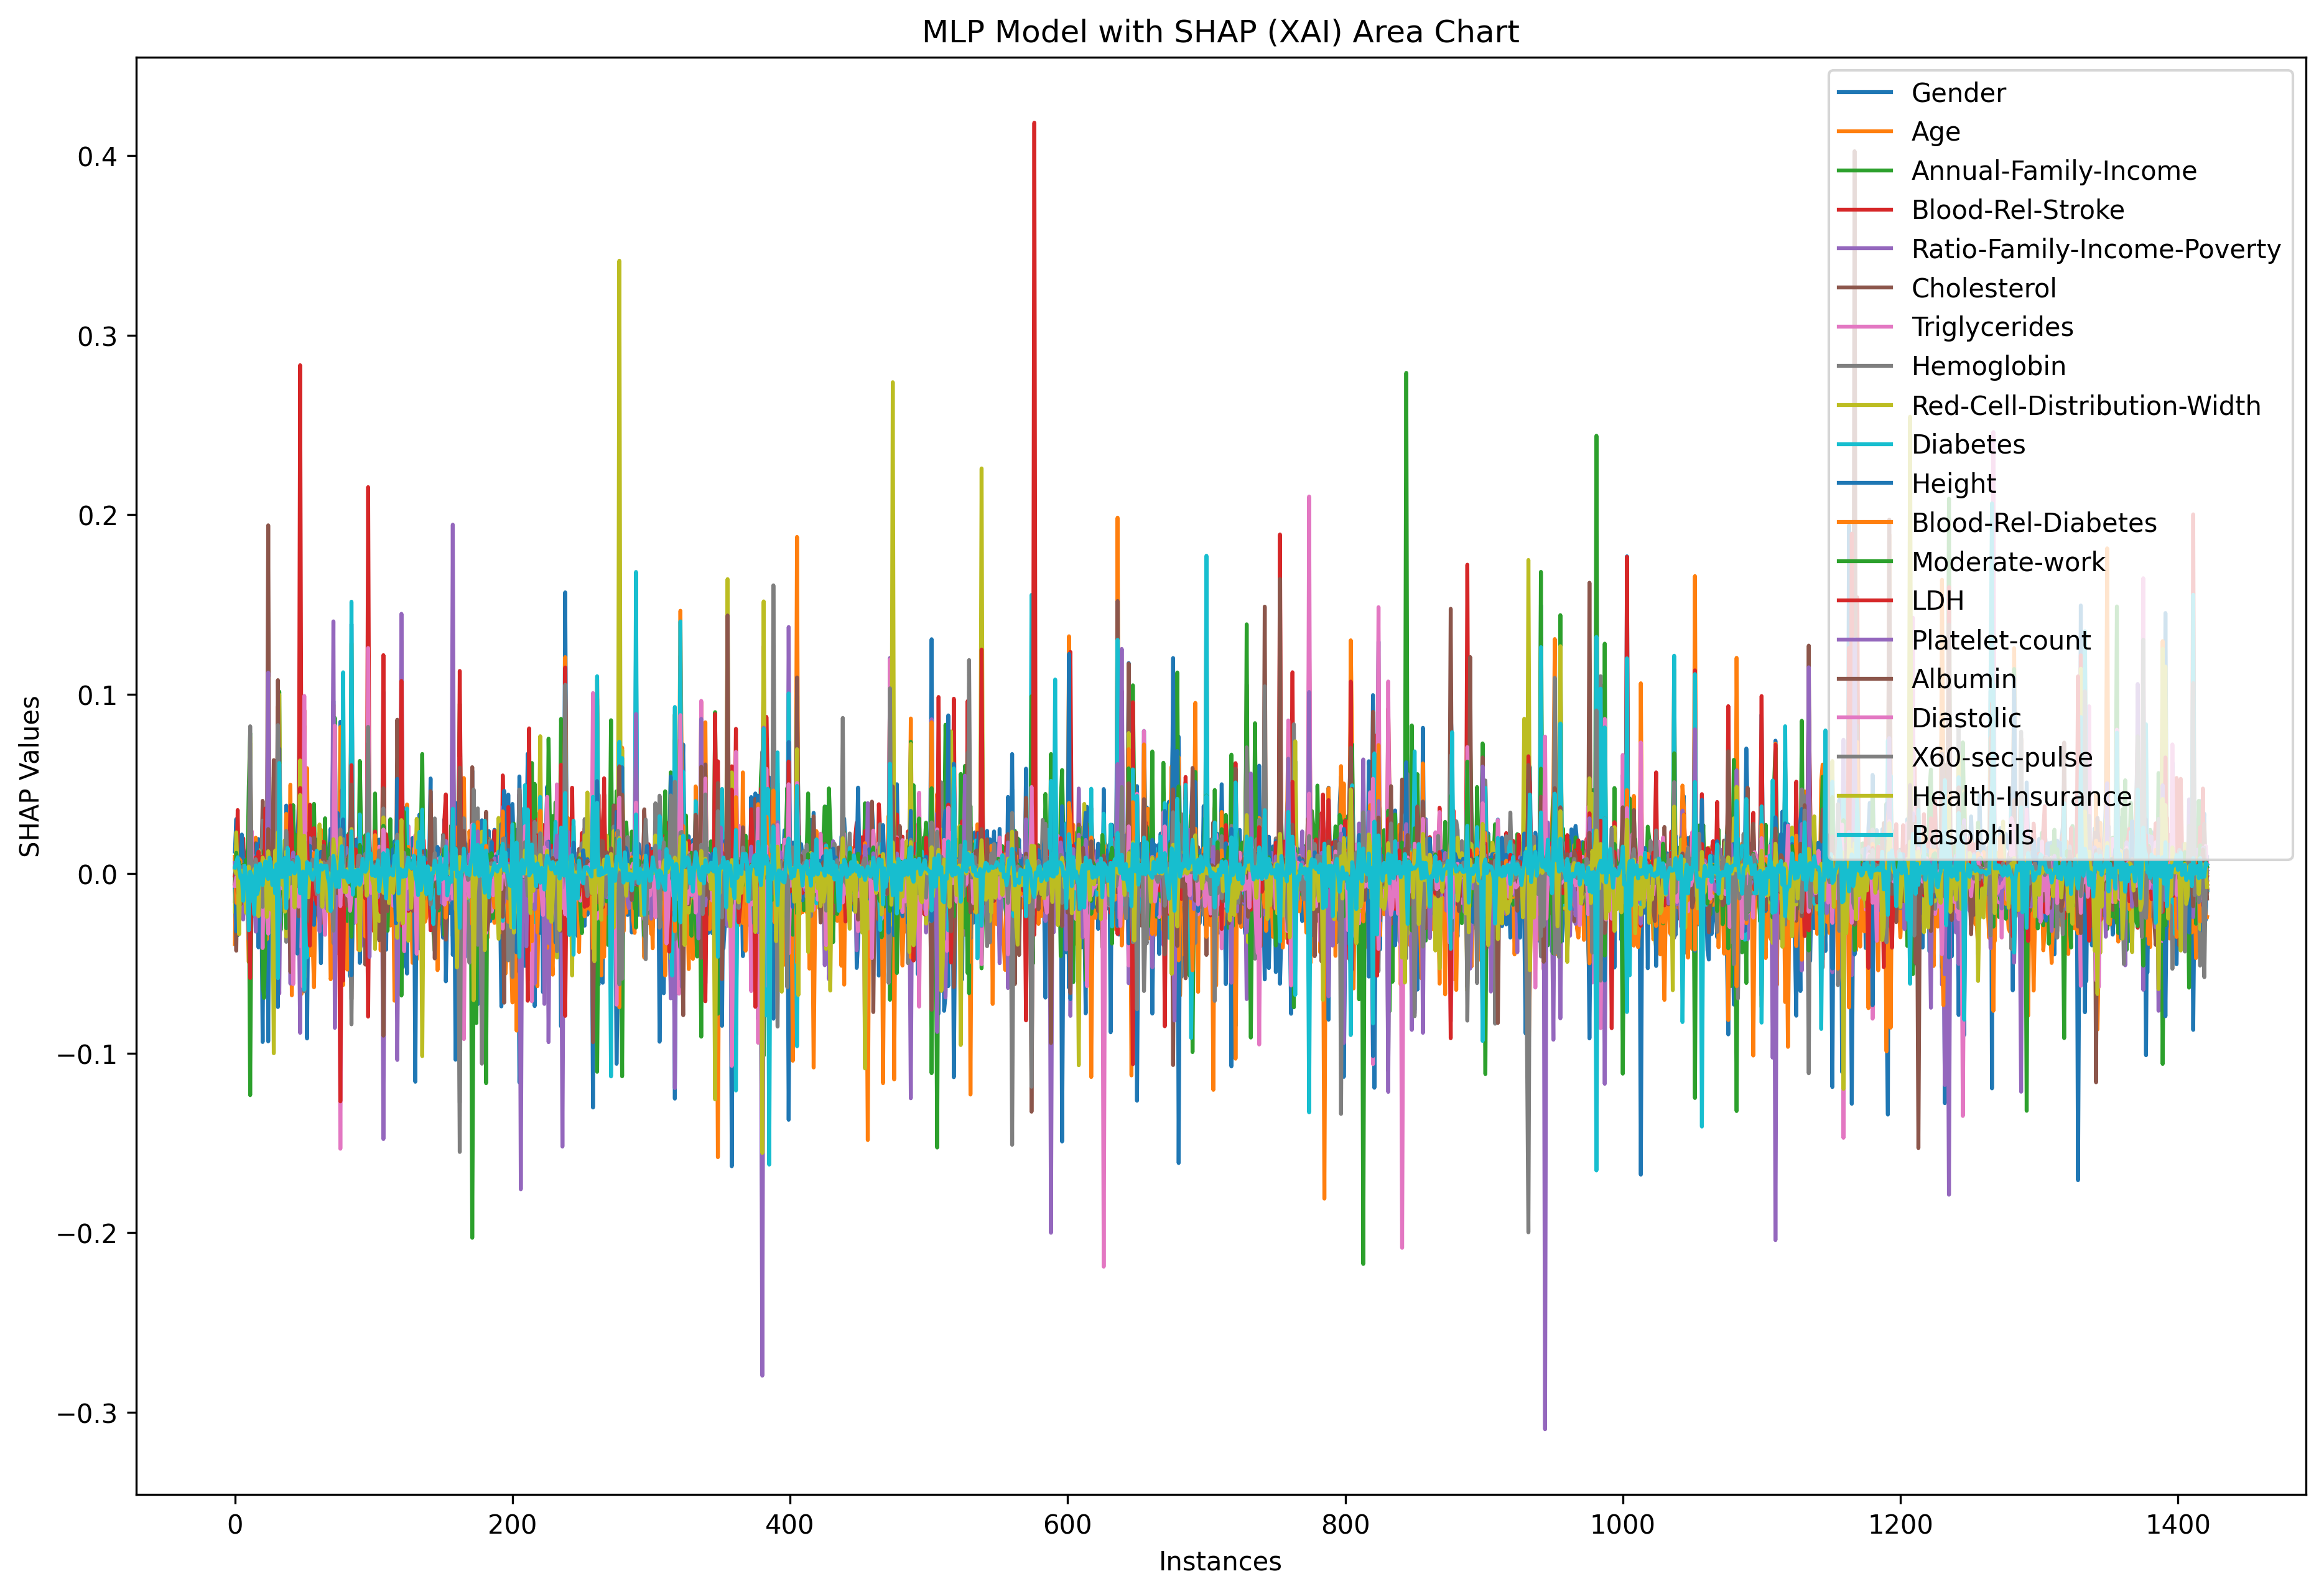 MLP Model with SHAP (XAI) Area Chart
Gender
Age
Annual-Family-Income
Blood-Rel-Stroke
Ratio-Family-Income-Poverty
Cholesterol
Triglycerides
Hemoglobin
Red-Cell-Distribution-Width
Diabetes
Height
Blood-Rel-Diabetes
Moderate-work
LDH
Platelet-count
Albumin
Diastolic
X60-sec-pulse
Health-Insurance
Basophils
SHAP Values
0.4
0.3
0.2
0.1
0.0
−0.1
−0.2
−0.3
0 200 400 600 800 1000 1200 1400
Instances